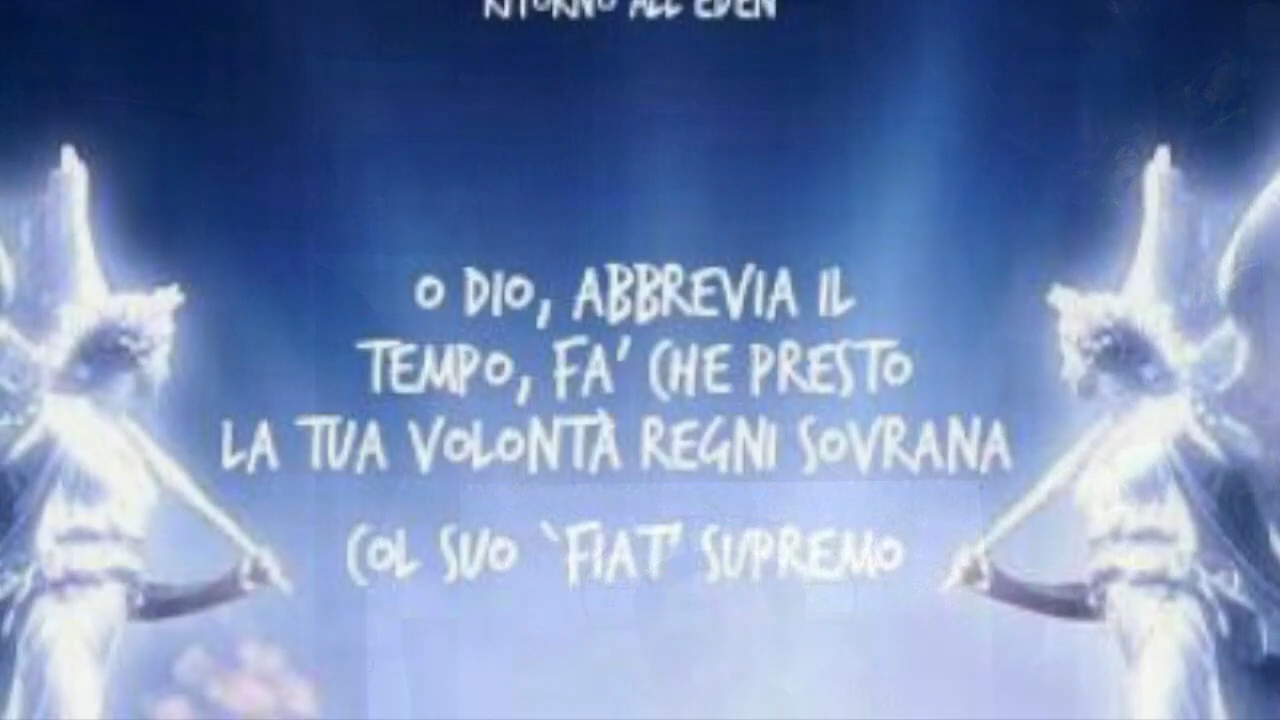 RITORNO ALL'EDEN
O DIO, ABBREVIA IL
TEMPO, FA' CHE PRESTO
LA TUA VOLONTÀ REGNI SOVRANA
COL SUO `FIAT' SUPREMO